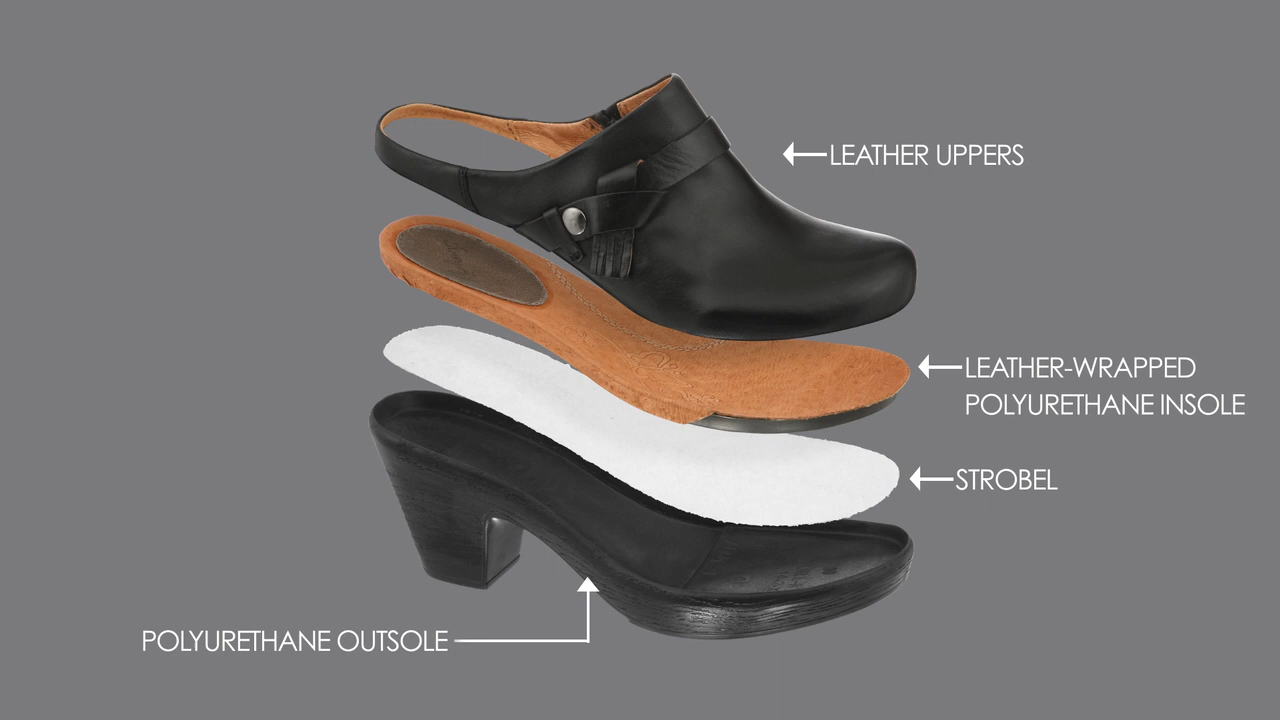 LEATHER UPPERS
LEATHER-WRAPPED
POLYURETHANE INSOLE
STROBEL
POLYURETHANE OUTSOLE